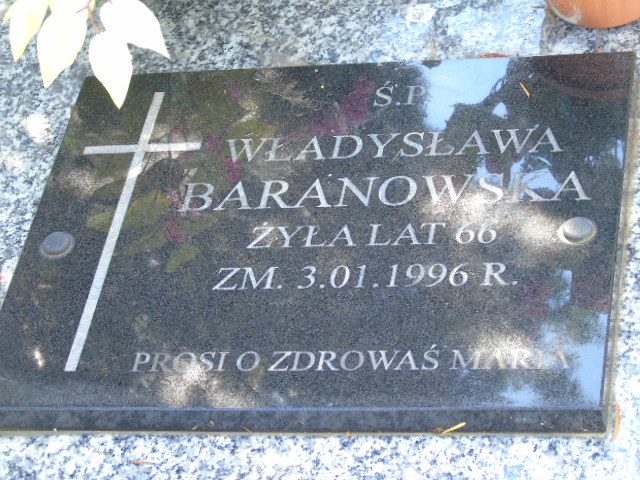 Ś.P.
WŁADYSŁAWA
BARANOWSKA
ŻYŁA LAT 66
ZM. 3.01.1996 R.
PROSI O ZDROWAŚ MARIA